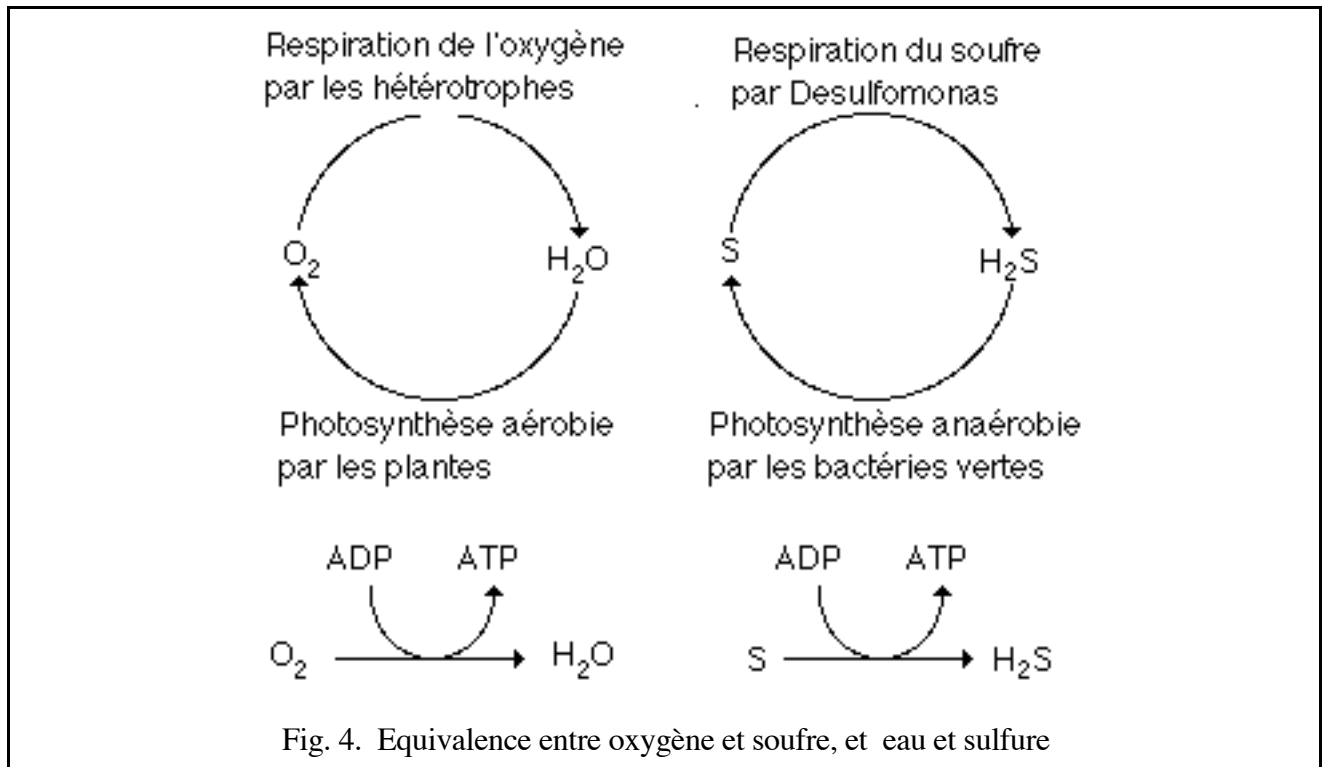 Respiration de l'oxygène
par les hétérotrophes
O₂
H₂O
Photosynthèse aérobie
par les plantes
Respiration du soufre
par Desulfomonas
S
H₂S
Photosynthèse anaérobie
par les bactéries vertes
ADP ATP
O₂ H₂O
ADP ATP
S H₂S
Fig. 4. Equivalence entre oxygène et soufre, et eau et sulfure